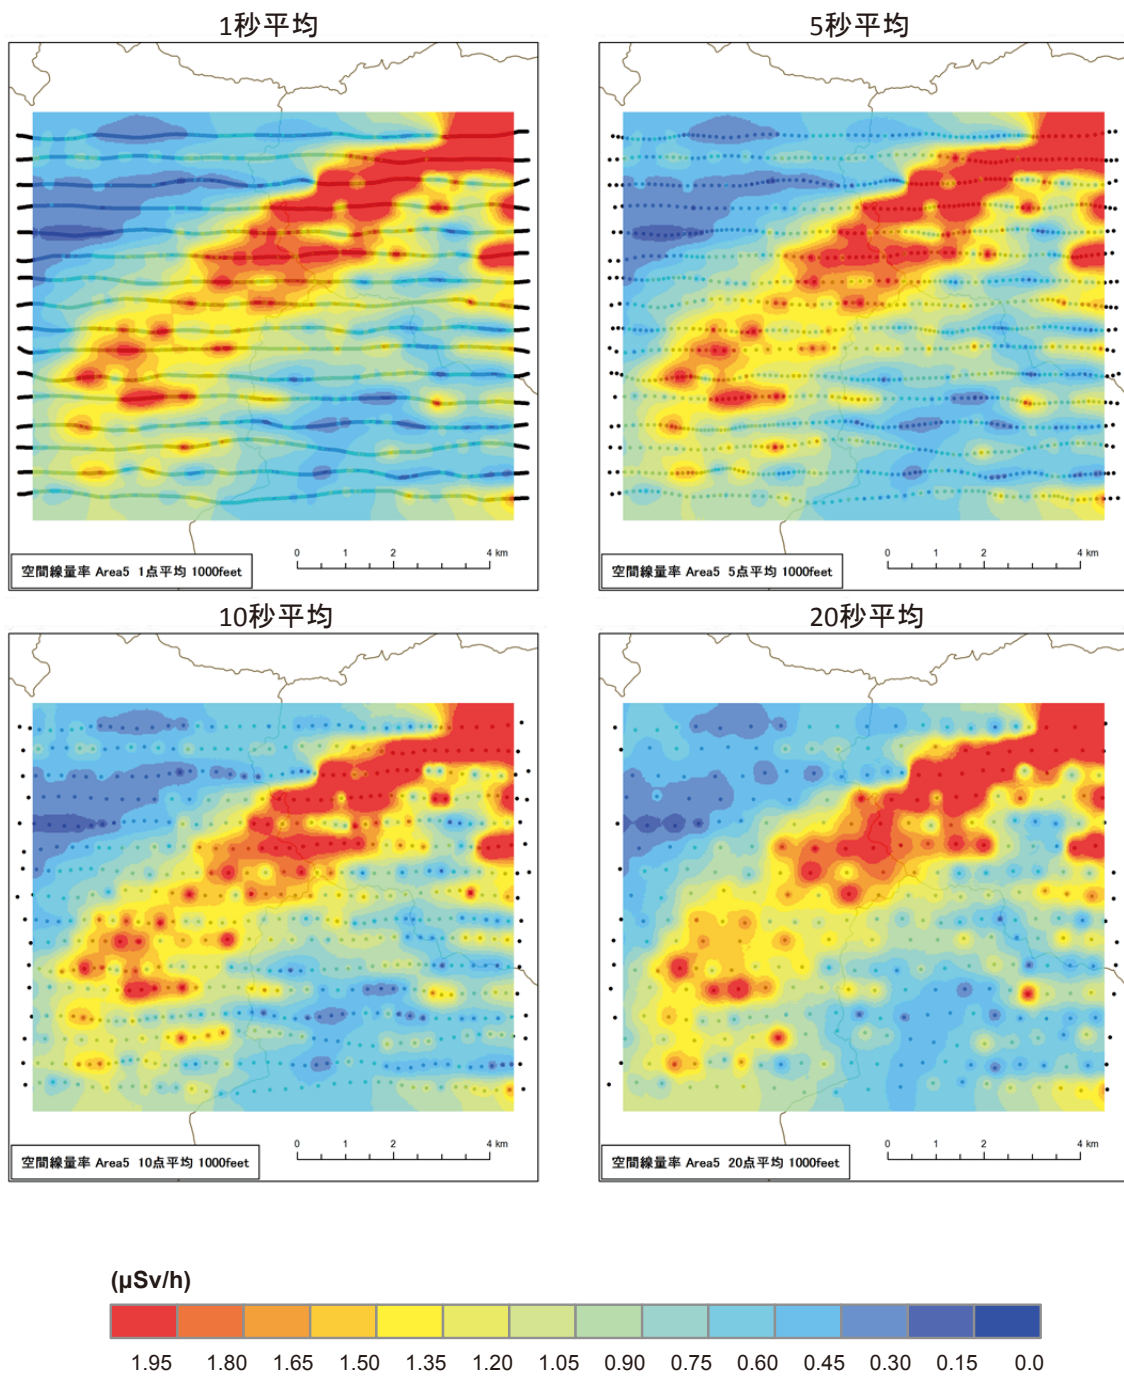 1秒平均
5秒平均
0 1 2 4 km
空間線量率 Area5 1点平均 1000feet
0 1 2 4 km
空間線量率 Area5 5点平均 1000feet
10秒平均
20秒平均
0 1 2 4 km
空間線量率 Area5 10点平均 1000feet
0 1 2 4 km
空間線量率 Area5 20点平均 1000feet
(μSv/h)
1.95 1.80 1.65 1.50 1.35 1.20 1.05 0.90 0.75 0.60 0.45 0.30 0.15 0.0